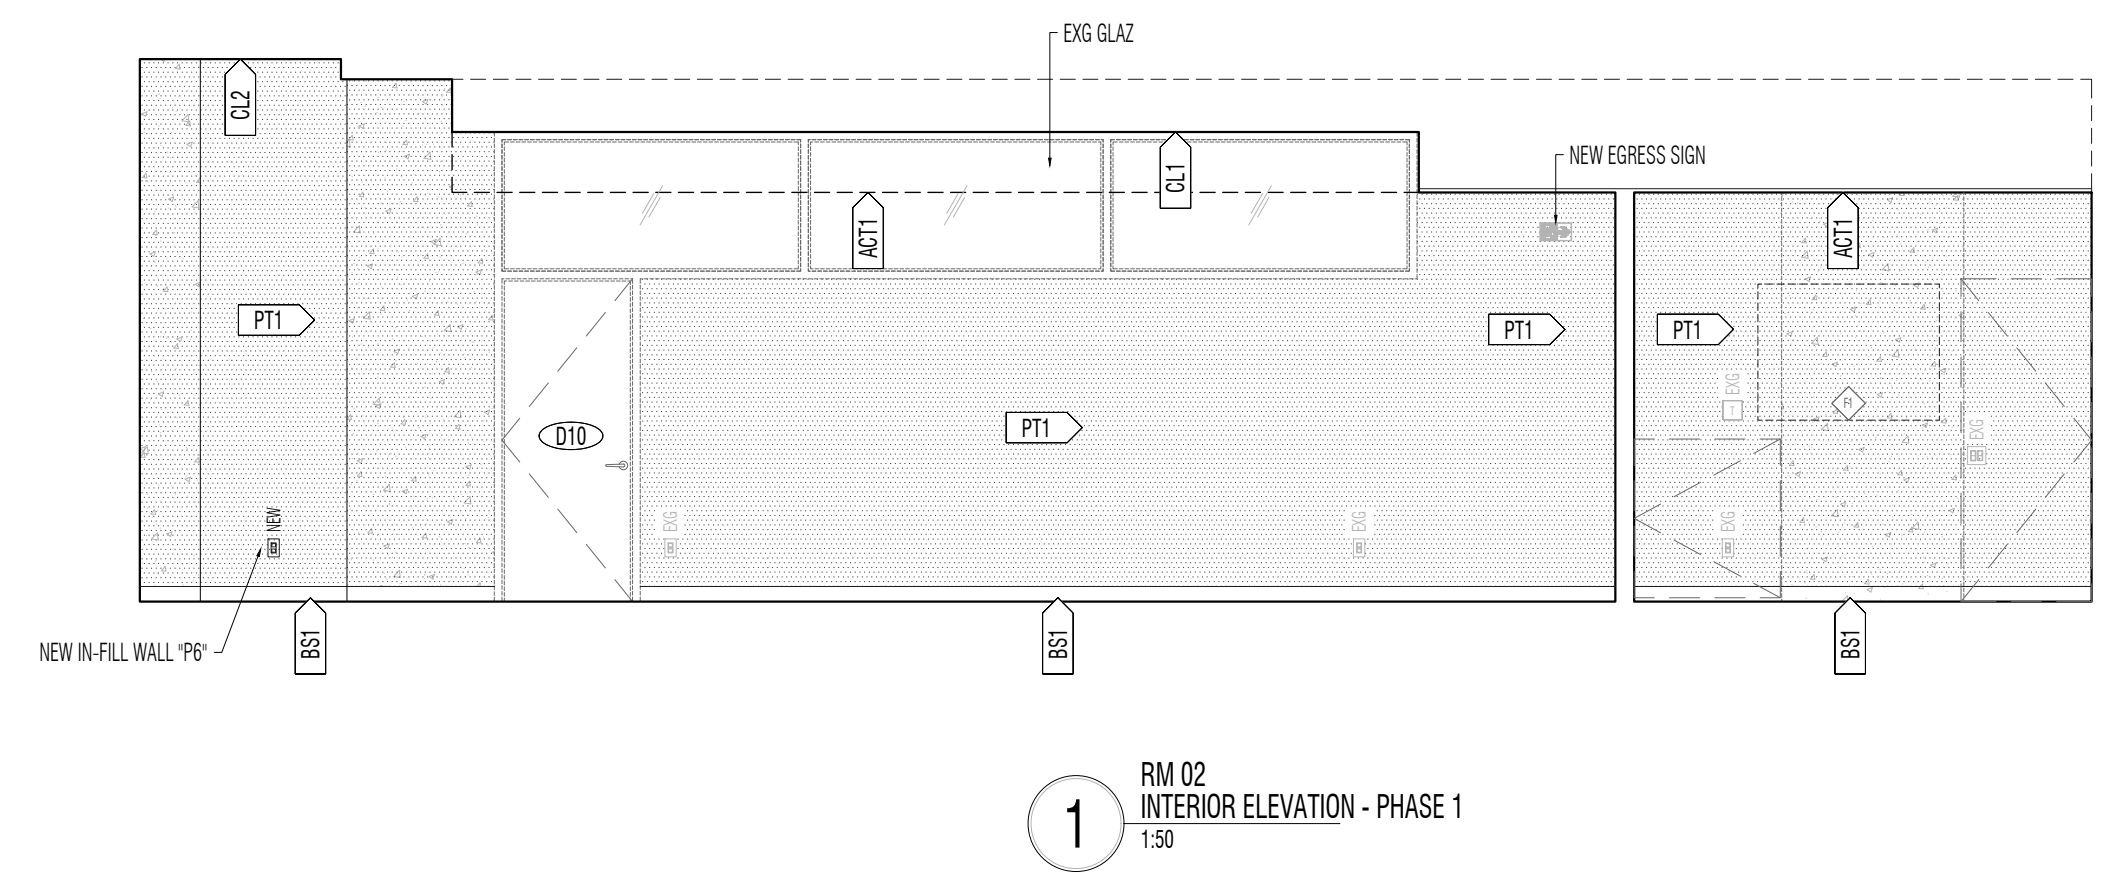 EXG GLAZ
CL2
NEW EGRESS SIGN
CL1
ACT1
ACT1
PT1
PT1
PT1
EXG
T
F1
PT1
D10
EXG
NEW
EXG
EXG
EXG
NEW IN-FILL WALL "P6"
BS1
BS1
BS1
1
RM 02
INTERIOR ELEVATION - PHASE 1
1:50